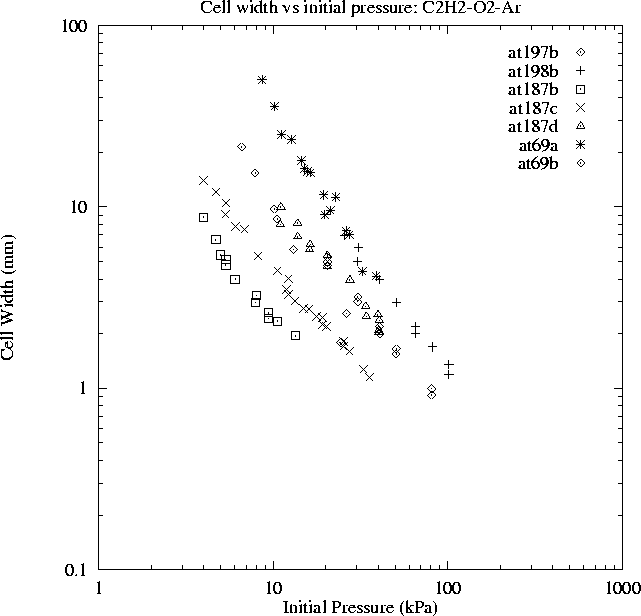 Cell width vs initial pressure: C2H2-O2-Ar
100
at197b
at198b
at187b
at187c
at187d
at69a
at69b
10
Cell Width (mm)
1
0.1
1
10
100
1000
Initial Pressure (kPa)